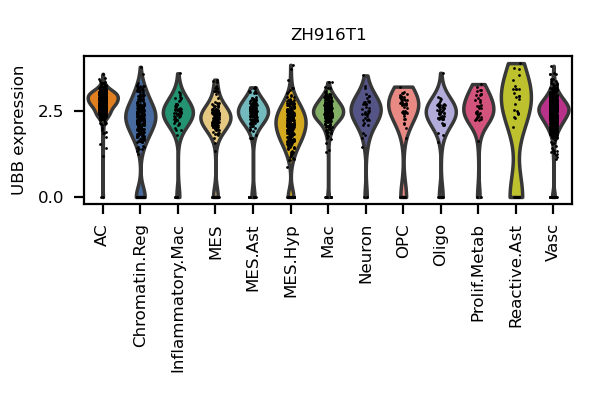 ZH916T1
UBB expression
2.5
0.0
AC
Chromatin.Reg
Inflammatory.Mac
MES
MES.Ast
MES.Hyp
Mac
Neuron
OPC
Oligo
Prolif.Metab
Reactive.Ast
Vasc